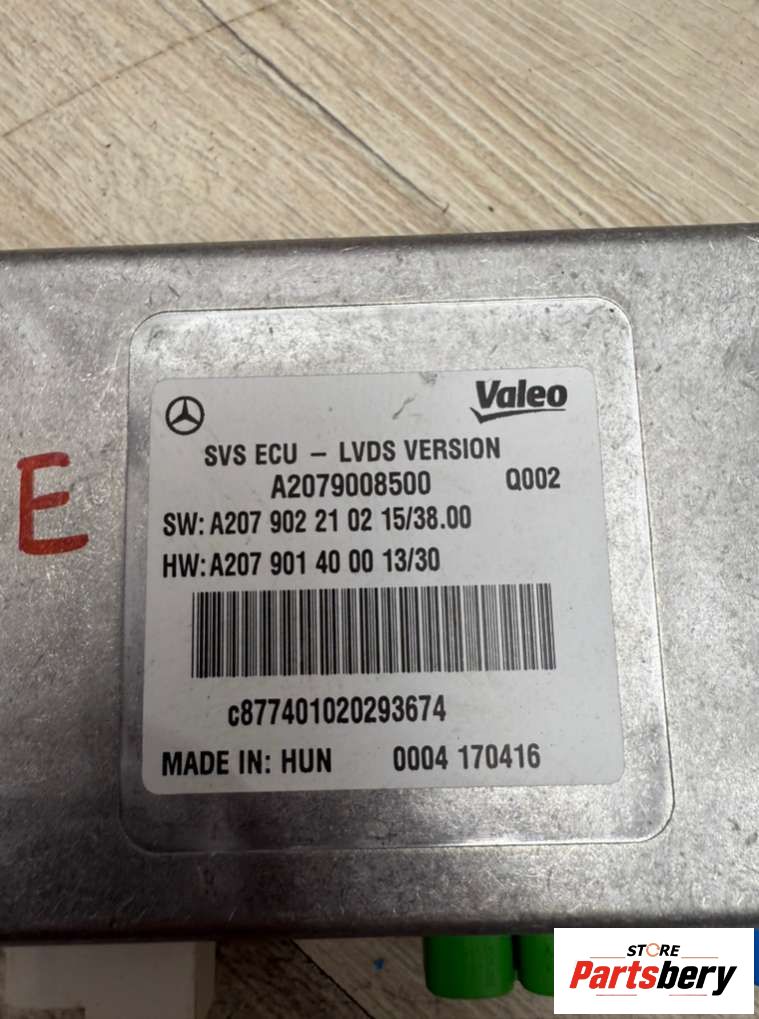 Valeo
SVS ECU – LVDS VERSION
A2079008500 Q002
SW: A207 902 21 02 15/38.00
HW: A207 901 40 00 13/30
E
c877401020293674
MADE IN: HUN 0004 170416
STORE
Partsbery